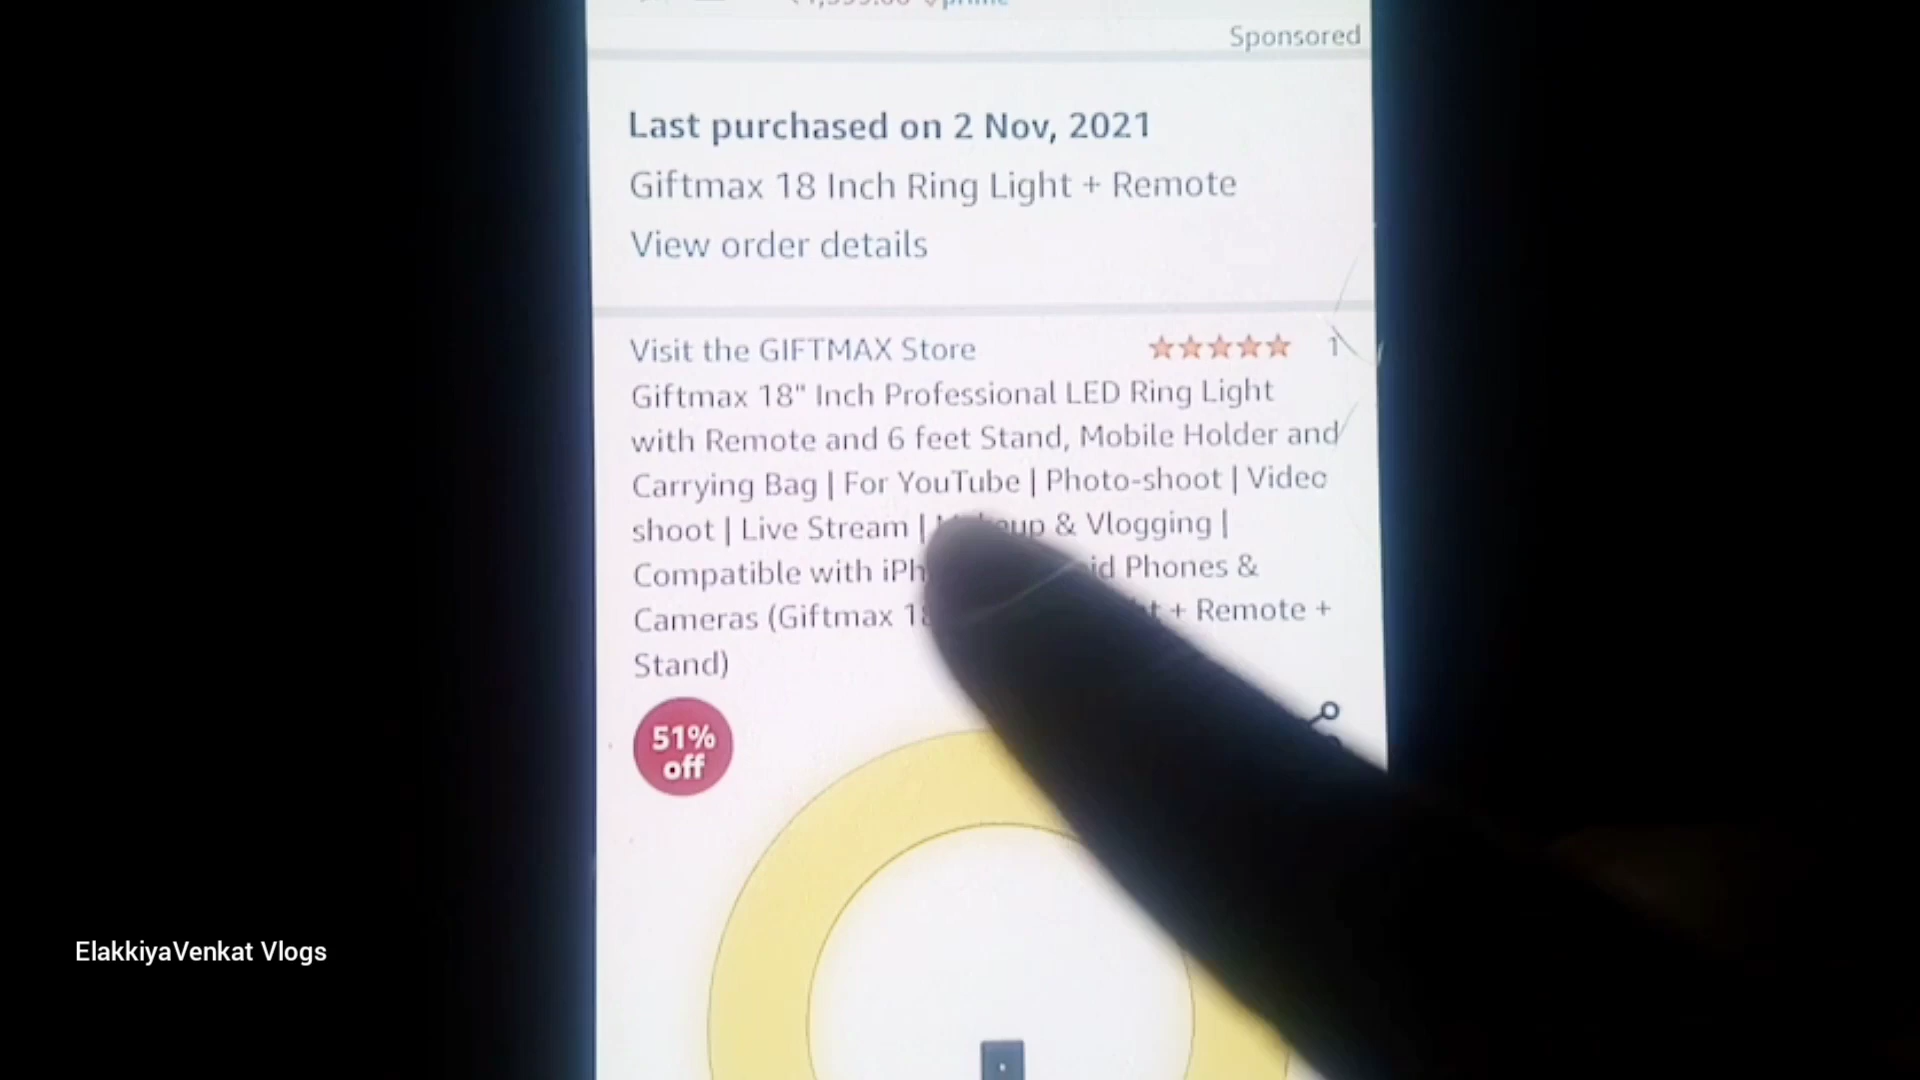 Sponsored
Last purchased on 2 Nov, 2021
Giftmax 18 Inch Ring Light + Remote
View order details
Visit the GIFTMAX Store 1
Giftmax 18" Inch Professional LED Ring Light
with Remote and 6 feet Stand, Mobile Holder and
Carrying Bag | For YouTube | Photo-shoot | Video
shoot | Live Stream | & Vlogging |
Compatible with Phones &
Cameras (Giftmax + Remote +
Stand)
51%
off
ElakkiyaVenkat Vlogs